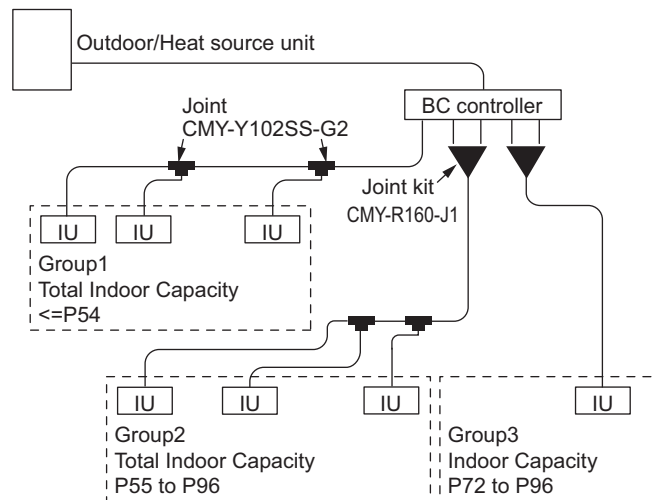 Outdoor/Heat source unit
BC controller
Joint
CMY-Y102SS-G2
Joint kit
CMY-R160-J1
IU
IU
IU
Group1
Total Indoor Capacity
<=P54
IU
IU
IU
Group2
Total Indoor Capacity
P55 to P96
IU
Group3
Indoor Capacity
P72 to P96